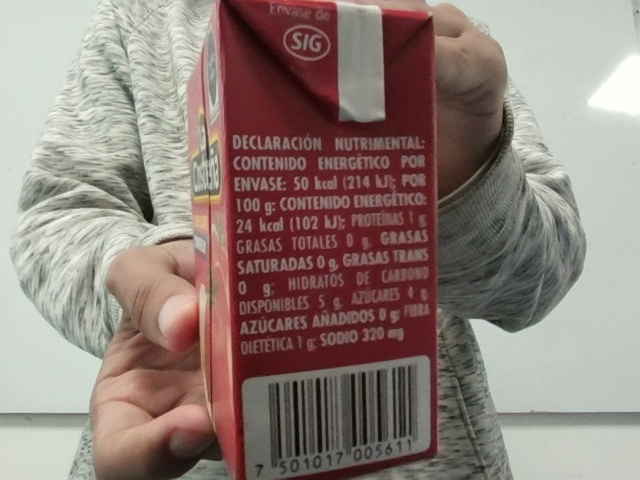 Envase de
SIG
DECLARACIÓN NUTRIMENTAL:
CONTENIDO ENERGÉTICO POR
ENVASE: 50 kcal (214 kJ); POR
100 g: CONTENIDO ENERGÉTICO:
24 kcal (102 kJ); PROTEÍNAS 1 g;
GRASAS TOTALES 0 g, GRASAS
SATURADAS 0 g, GRASAS TRANS
0 g; HIDRATOS DE CARBONO
DISPONIBLES 5 g, AZÚCARES 4 g,
AZÚCARES AÑADIDOS 0 g; FIBRA
DIETÉTICA 1 g; SODIO 320 mg
7 501017 005611